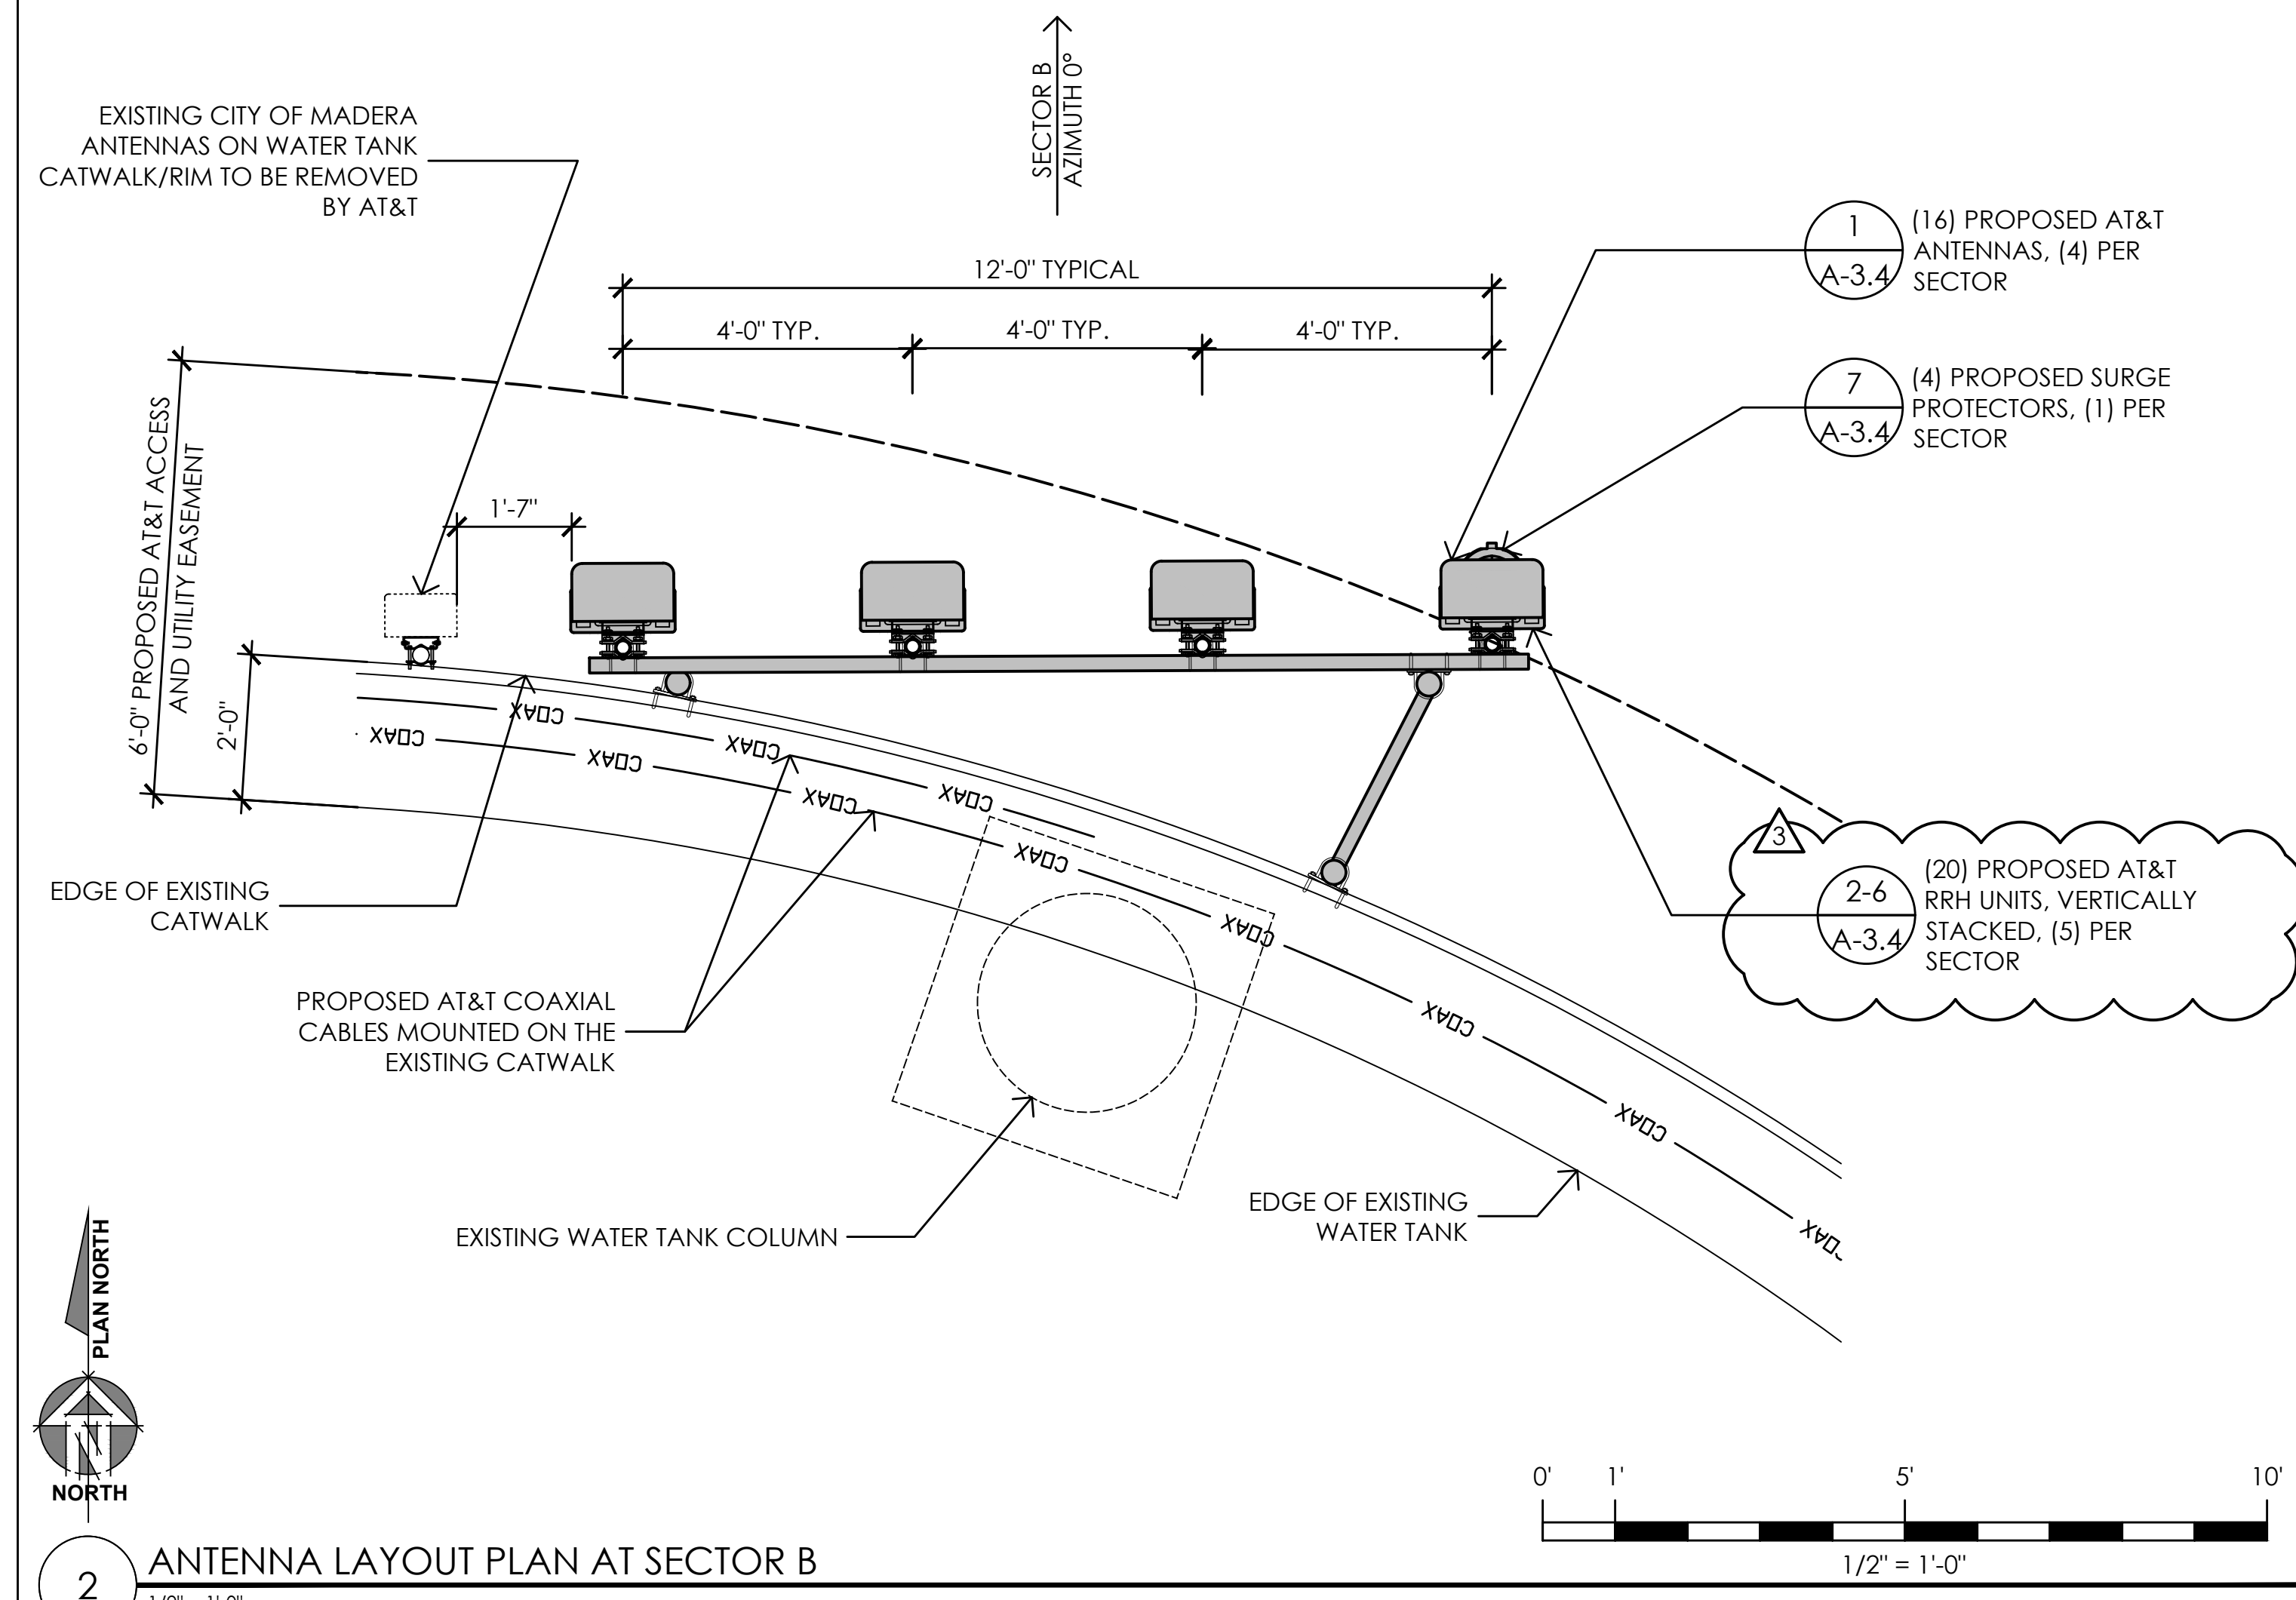 SECTOR B
AZIMUTH 0°
EXISTING CITY OF MADERA
ANTENNAS ON WATER TANK
CATWALK/RIM TO BE REMOVED
BY AT&T
12'-0" TYPICAL
4'-0" TYP.
4'-0" TYP.
4'-0" TYP.
1
A-3.4
(16) PROPOSED AT&T
ANTENNAS, (4) PER
SECTOR
7
A-3.4
(4) PROPOSED SURGE
PROTECTORS, (1) PER
SECTOR
6'-0" PROPOSED AT&T ACCESS
AND UTILITY EASEMENT
2'-0"
1'-7"
COAX
COAX
COAX
COAX
COAX
COAX
COAX
COAX
COAX
COAX
COAX
3
2-6
A-3.4
(20) PROPOSED AT&T
RRH UNITS, VERTICALLY
STACKED, (5) PER
SECTOR
EDGE OF EXISTING
CATWALK
PROPOSED AT&T COAXIAL
CABLES MOUNTED ON THE
EXISTING CATWALK
EXISTING WATER TANK COLUMN
EDGE OF EXISTING
WATER TANK
PLAN NORTH
N
NORTH
0' 1' 5' 10'
1/2" = 1'-0"
2
ANTENNA LAYOUT PLAN AT SECTOR B